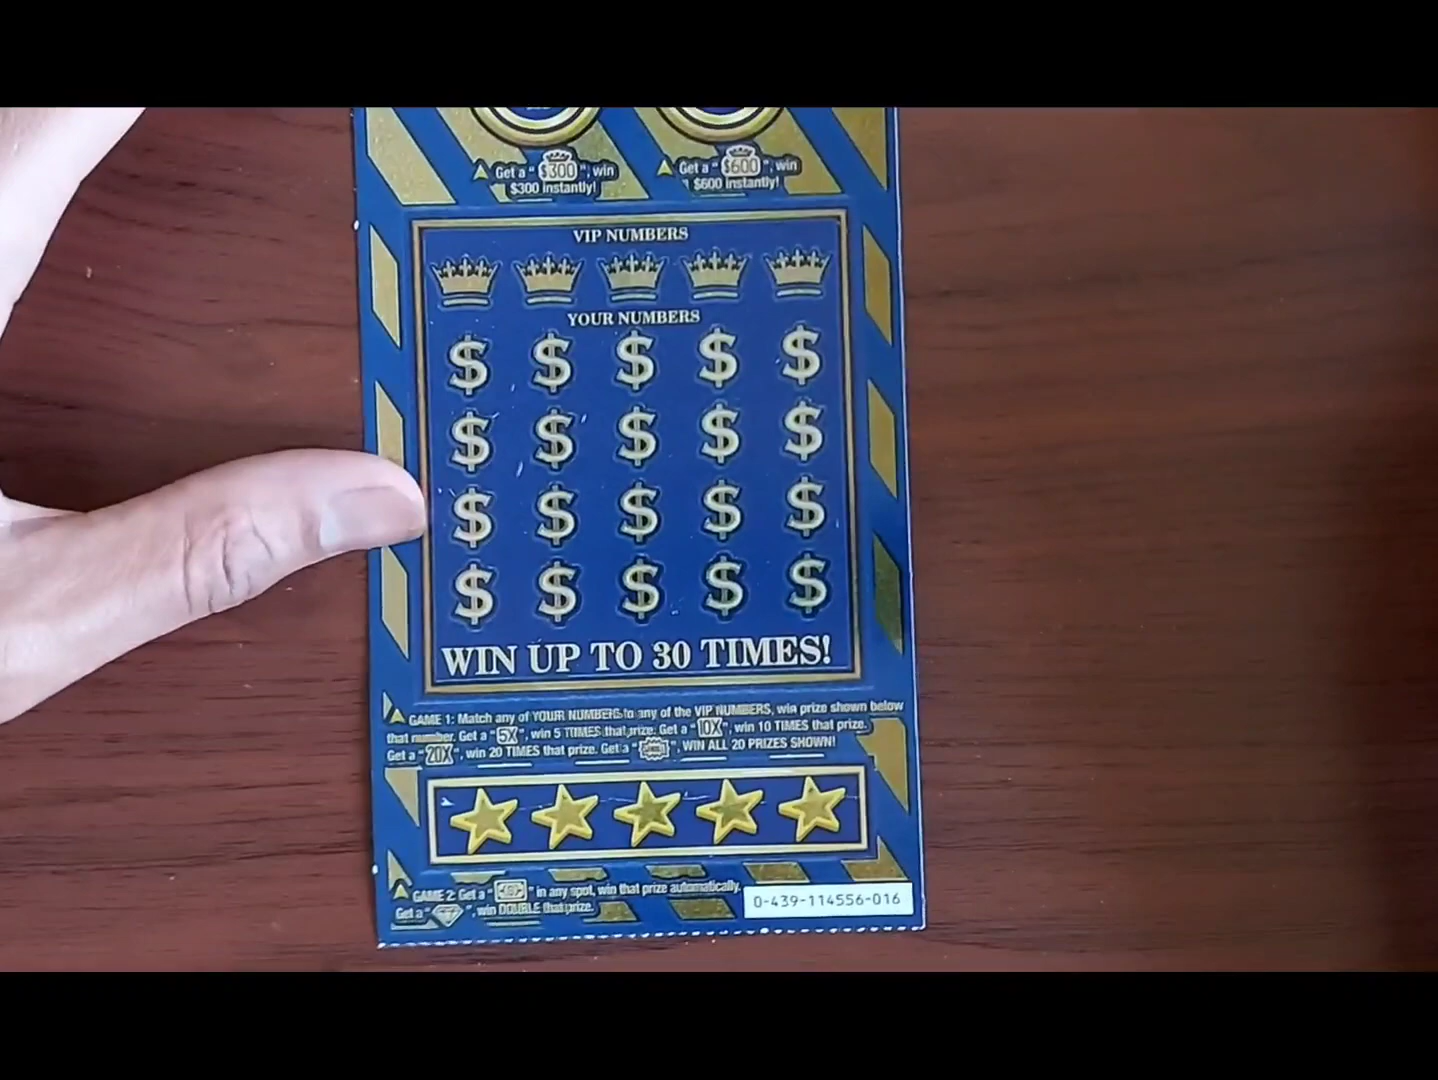 Get a "$300", win
$300 instantly!
Get a "$600", win
$600 instantly!
VIP NUMBERS
YOUR NUMBERS
$ $ $ $ $
$ $ $ $ $
$ $ $ $ $
$ $ $ $ $
WIN UP TO 30 TIMES!
GAME 1: Match any of YOUR NUMBERS to any of the VIP NUMBERS, win prize shown below
that number. Get a "5X", win 5 TIMES that prize. Get a "10X", win 10 TIMES that prize.
Get a "20X", win 20 TIMES that prize. Get a " ", WIN ALL 20 PRIZES SHOWN!
GAME 2: Get a " " in any spot, win that prize automatically.
Get a " ", win DOUBLE that prize.
0-439-114556-016